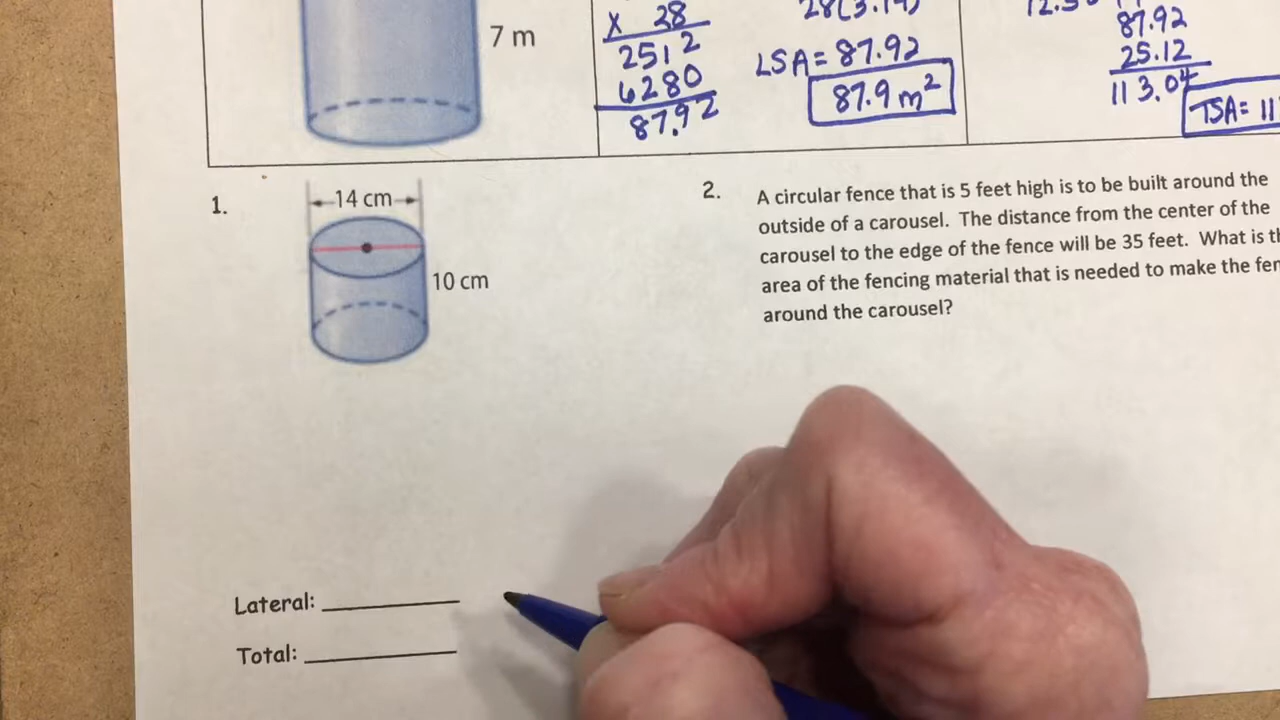 7 m
X 28
2512
6280
87.92
28(3.14)
LSA = 87.92
87.9 m²
87.92
25.12
113.04
TSA = 11
1.
14 cm
10 cm
2.
A circular fence that is 5 feet high is to be built around the
outside of a carousel. The distance from the center of the
carousel to the edge of the fence will be 35 feet. What is
area of the fencing material that is needed to make the
around the carousel?
Lateral:
Total: